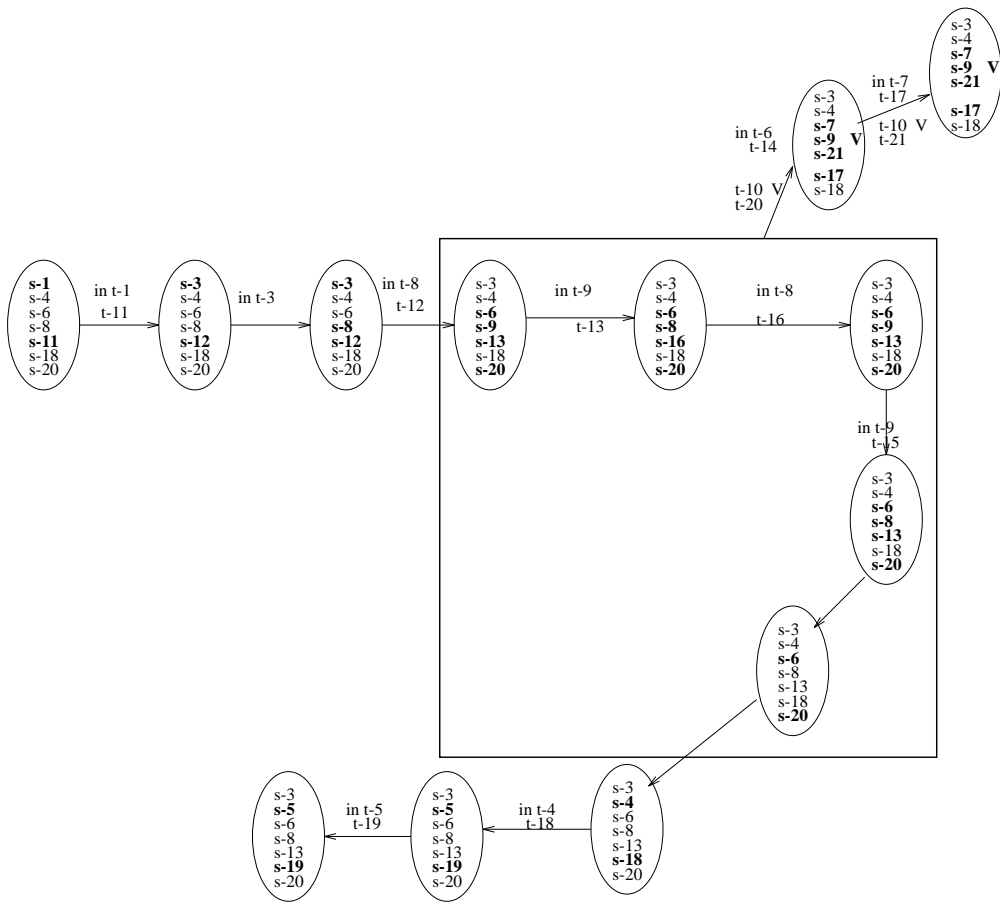 s-3
s-4
s-7
s-9 V
s-21
s-17
s-18
in t-7
t-17
t-10 V
t-21
s-3
s-4
s-7
s-9 V
s-21
s-17
s-18
in t-6
t-14
t-10 V
t-20
s-1
s-4
s-6
s-8
s-11
s-18
s-20
in t-1
t-11
s-3
s-4
s-6
s-8
s-12
s-18
s-20
in t-3
s-3
s-4
s-6
s-8
s-12
s-18
s-20
in t-8
t-12
s-3
s-4
s-6
s-9
s-13
s-18
s-20
in t-9
t-13
s-3
s-4
s-6
s-8
s-16
s-18
s-20
in t-8
t-16
s-3
s-4
s-6
s-9
s-13
s-18
s-20
in t-9
t-15
s-3
s-4
s-6
s-8
s-13
s-18
s-20
s-3
s-4
s-6
s-8
s-13
s-18
s-20
s-3
s-4
s-6
s-8
s-13
s-18
s-20
in t-4
t-18
s-3
s-5
s-6
s-8
s-13
s-19
s-20
in t-5
t-19
s-3
s-5
s-6
s-8
s-13
s-19
s-20